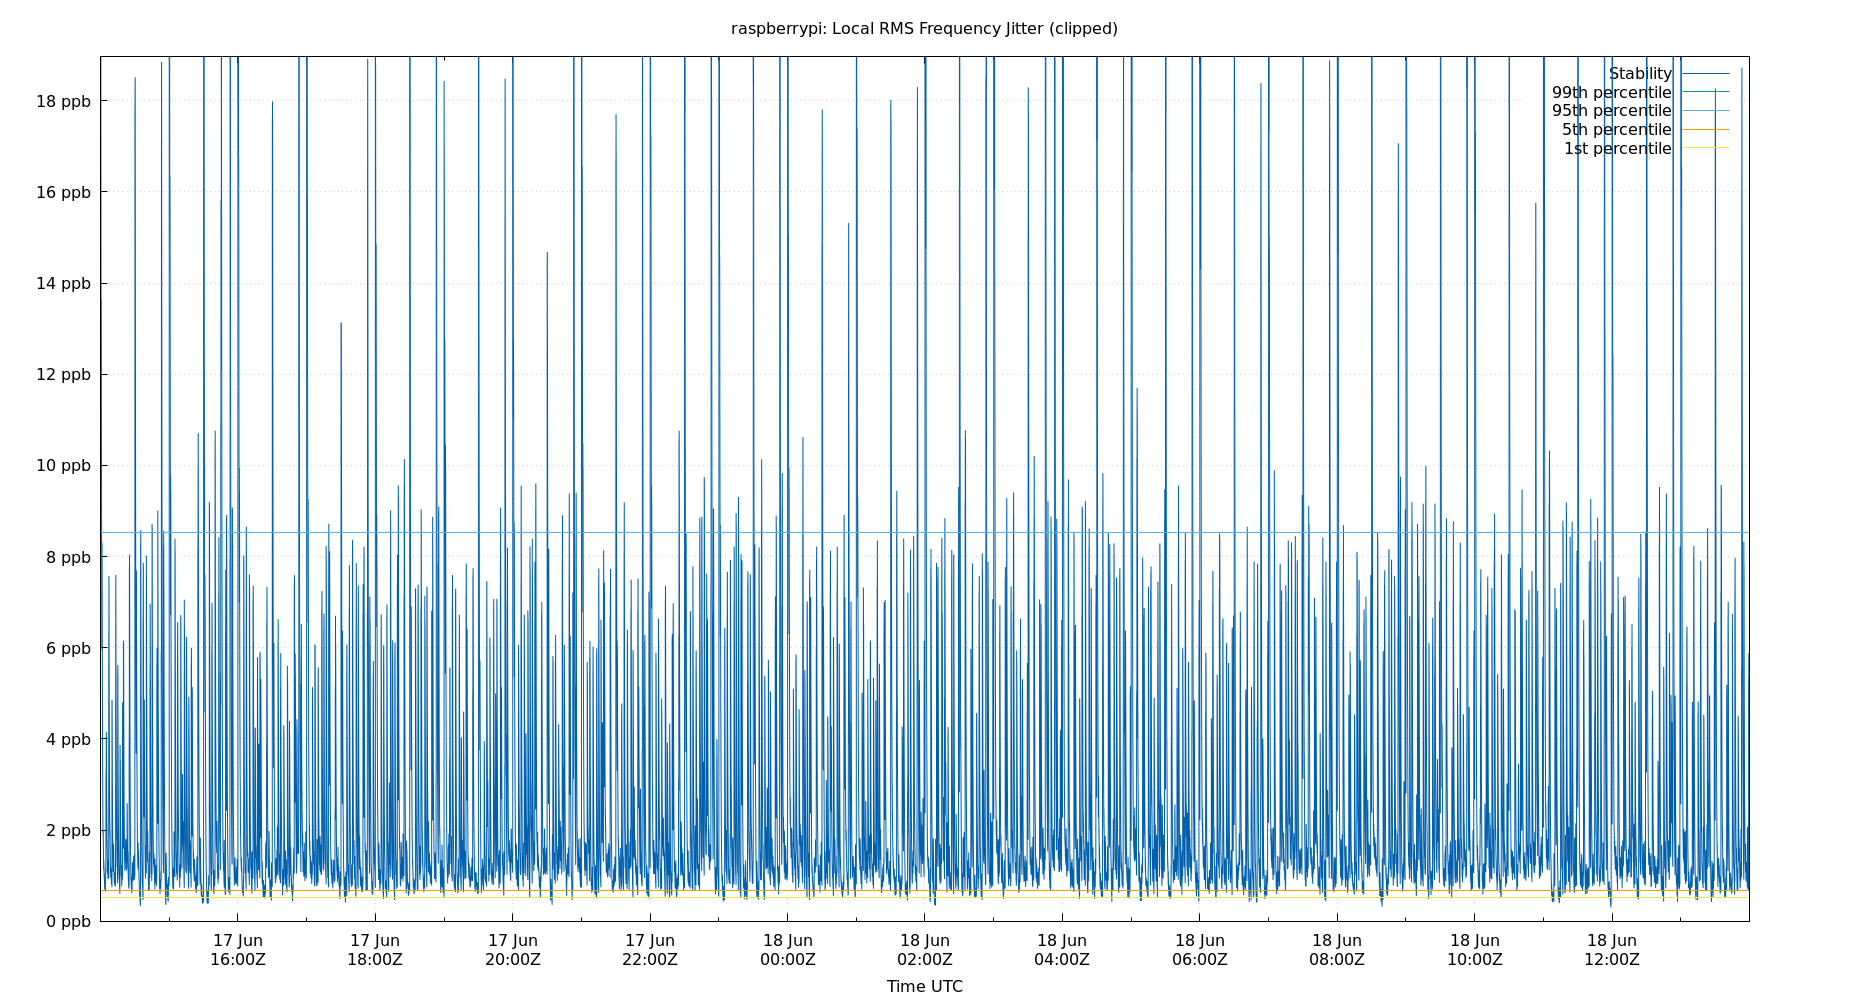 raspberrypi: Local RMS Frequency Jitter (clipped)
Stability
99th percentile
95th percentile
5th percentile
1st percentile
18 ppb
16 ppb
14 ppb
12 ppb
10 ppb
8 ppb
6 ppb
4 ppb
2 ppb
0 ppb
17 Jun 17 Jun 17 Jun 17 Jun 18 Jun 18 Jun 18 Jun 18 Jun 18 Jun 18 Jun 18 Jun
16:00Z 18:00Z 20:00Z 22:00Z 00:00Z 02:00Z 04:00Z 06:00Z 08:00Z 10:00Z 12:00Z
Time UTC